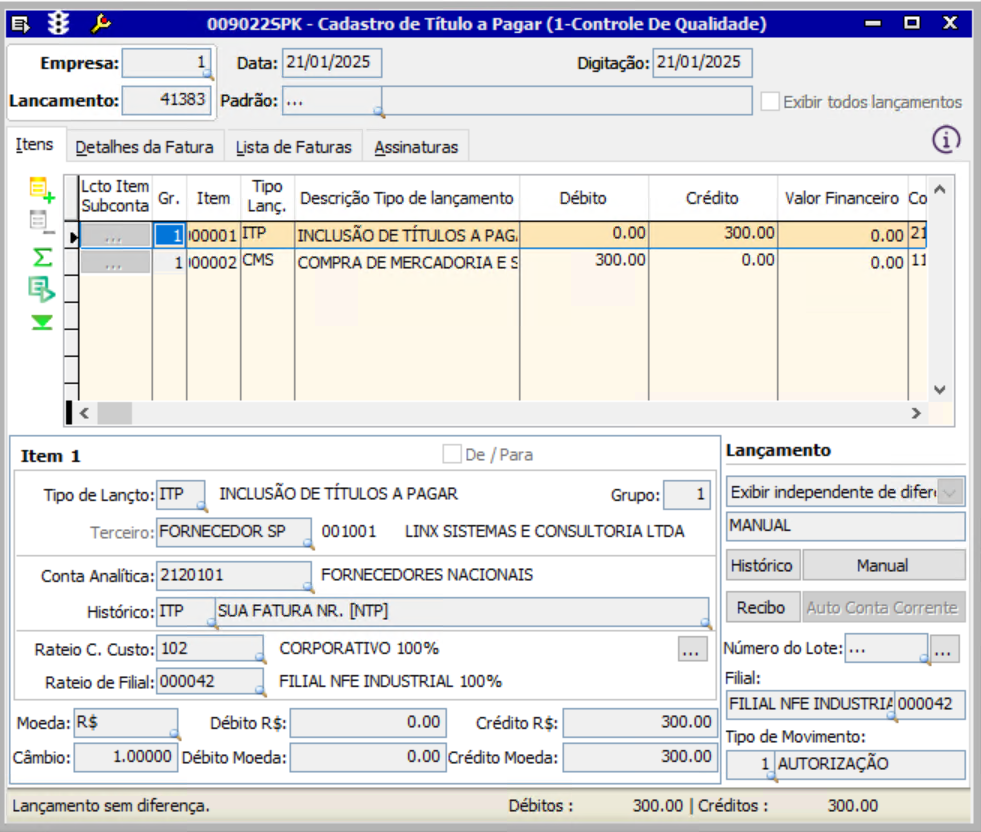 009022SPK - Cadastro de Título a Pagar (1-Controle De Qualidade)
Empresa: 1 Data: 21/01/2025 Digitação: 21/01/2025
Lancamento: 41383 Padrão: ... Exibir todos lançamentos
Itens Detalhes da Fatura Lista de Faturas Assinaturas
Lcto Item Subconta Gr. Item Tipo Lanç. Descrição Tipo de lançamento Débito Crédito Valor Financeiro Co
... 1 00001 ITP INCLUSÃO DE TÍTULOS A PAG. 0.00 300.00 0.00 21
... 1 00002 CMS COMPRA DE MERCADORIA E S 300.00 0.00 0.00 11
Item 1 De / Para
Tipo de Lançto: ITP INCLUSÃO DE TÍTULOS A PAGAR Grupo: 1
Terceiro: FORNECEDOR SP 001001 LINX SISTEMAS E CONSULTORIA LTDA
Conta Analítica: 2120101 FORNECEDORES NACIONAIS
Histórico: ITP SUA FATURA NR. [NTP]
Rateio C. Custo: 102 CORPORATIVO 100% ...
Rateio de Filial: 000042 FILIAL NFE INDUSTRIAL 100%
Moeda: R$ Débito R$: 0.00 Crédito R$: 300.00
Câmbio: 1.00000 Débito Moeda: 0.00 Crédito Moeda: 300.00
Lançamento
Exibir independente de difer
MANUAL
Histórico Manual
Recibo Auto Conta Corrente
Número do Lote: ... ...
Filial:
FILIAL NFE INDUSTRIA 000042
Tipo de Movimento:
1 AUTORIZAÇÃO
Lançamento sem diferença. Débitos : 300.00 | Créditos : 300.00